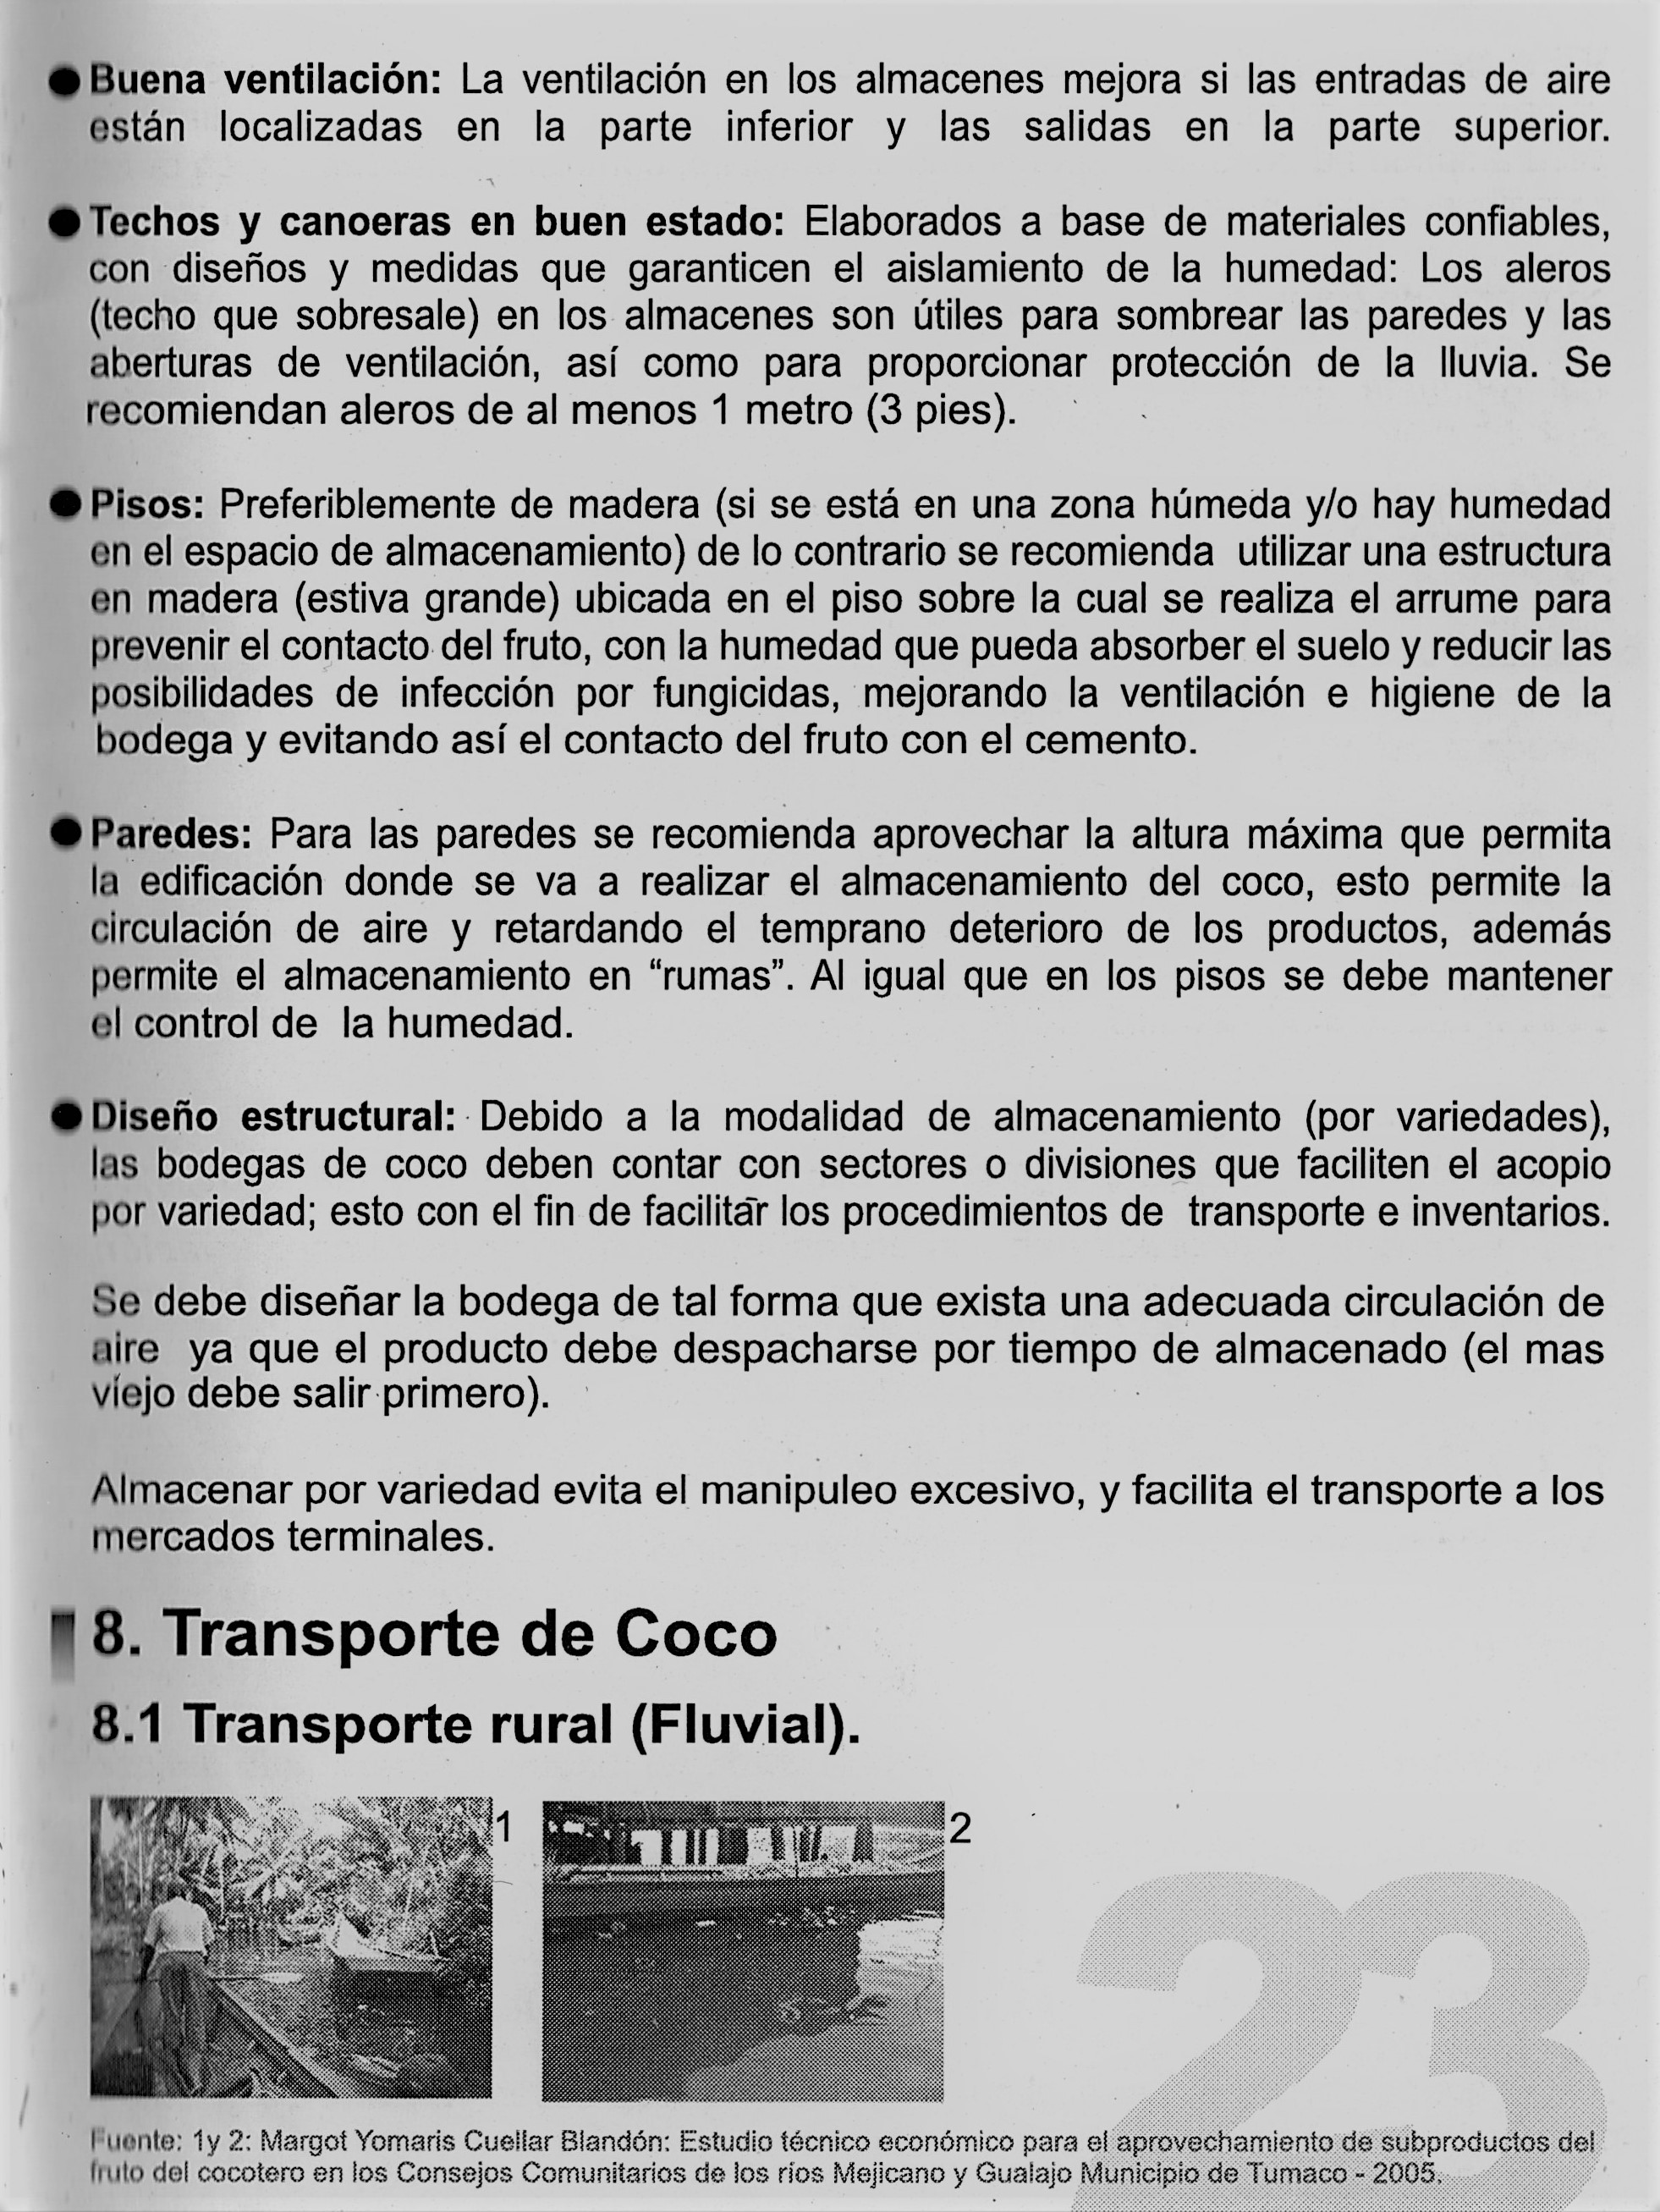 ● Buena ventilación: La ventilación en los almacenes mejora si las entradas de aire
están localizadas en la parte inferior y las salidas en la parte superior.
● Techos y canoeras en buen estado: Elaborados a base de materiales confiables,
con diseños y medidas que garanticen el aislamiento de la humedad: Los aleros
(techo que sobresale) en los almacenes son útiles para sombrear las paredes y las
aberturas de ventilación, así como para proporcionar protección de la lluvia. Se
recomiendan aleros de al menos 1 metro (3 pies).
● Pisos: Preferiblemente de madera (si se está en una zona húmeda y/o hay humedad
en el espacio de almacenamiento) de lo contrario se recomienda utilizar una estructura
en madera (estiva grande) ubicada en el piso sobre la cual se realiza el arrume para
prevenir el contacto del fruto, con la humedad que pueda absorber el suelo y reducir las
posibilidades de infección por fungicidas, mejorando la ventilación e higiene de la
bodega y evitando así el contacto del fruto con el cemento.
● Paredes: Para las paredes se recomienda aprovechar la altura máxima que permita
la edificación donde se va a realizar el almacenamiento del coco, esto permite la
circulación de aire y retardando el temprano deterioro de los productos, además
permite el almacenamiento en “rumas”. Al igual que en los pisos se debe mantener
el control de la humedad.
● Diseño estructural: Debido a la modalidad de almacenamiento (por variedades),
las bodegas de coco deben contar con sectores o divisiones que faciliten el acopio
por variedad; esto con el fin de facilitar los procedimientos de transporte e inventarios.
Se debe diseñar la bodega de tal forma que exista una adecuada circulación de
aire ya que el producto debe despacharse por tiempo de almacenado (el mas
viejo debe salir primero).
Almacenar por variedad evita el manipuleo excesivo, y facilita el transporte a los
mercados terminales.
8. Transporte de Coco
8.1 Transporte rural (Fluvial).
1
2
23
Fuente: 1y 2: Margot Yomaris Cuellar Blandón: Estudio técnico económico para el aprovechamiento de subproductos del
fruto del cocotero en los Consejos Comunitarios de los ríos Mejicano y Gualajo Municipio de Tumaco - 2005.